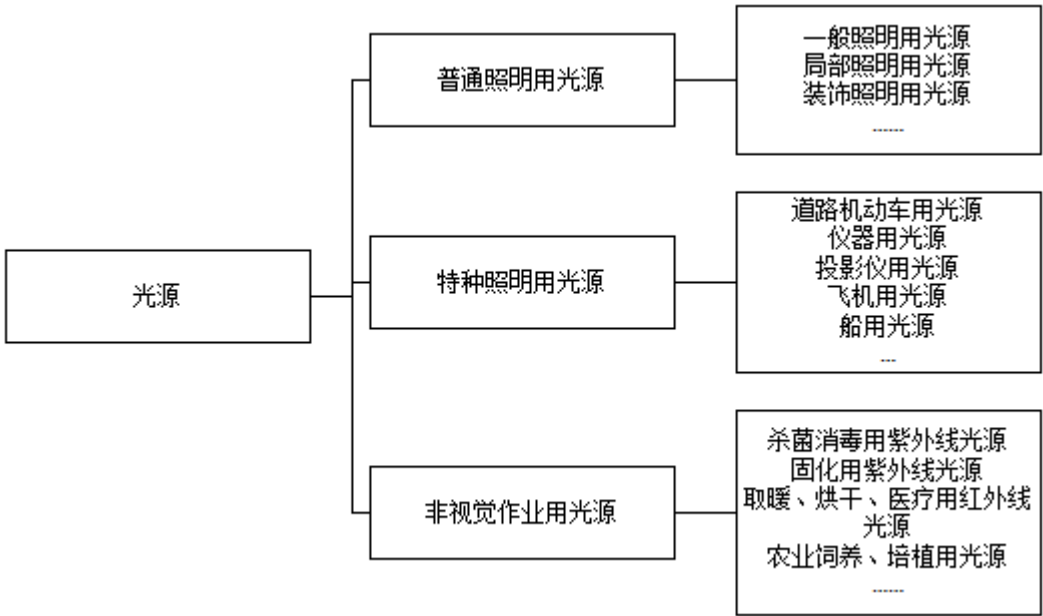 普通照明用光源
一般照明用光源
局部照明用光源
装饰照明用光源
......
光源
特种照明用光源
道路机动车用光源
仪器用光源
投影仪用光源
飞机用光源
船用光源
...
非视觉作业用光源
杀菌消毒用紫外线光源
固化用紫外线光源
取暖、烘干、医疗用红外线
光源
农业饲养、培植用光源
......